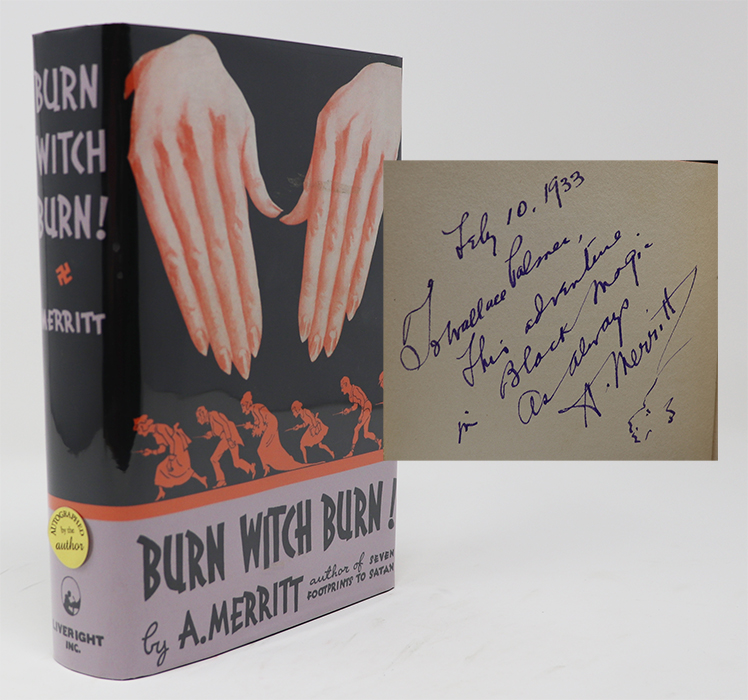 BURN
WITCH
BURN!
MERRITT
AUTOGRAPHED
by the
author
LIVERIGHT
INC.
BURN WITCH BURN!
by A. MERRITT
author of SEVEN
FOOTPRINTS TO SATAN
July 10, 1933
To Wallace Palmer,
This adventure
in Black Magic
As always
A. Merritt